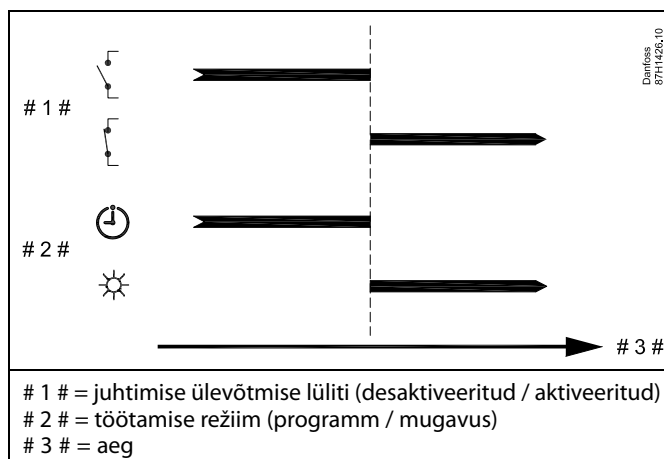 Danfoss
87H1426.10
# 1 #
# 2 #
# 3 #
# 1 # = juhtimise ülevõtmise lüliti (desaktiveeritud / aktiveeritud)
# 2 # = töötamise režiim (programm / mugavus)
# 3 # = aeg